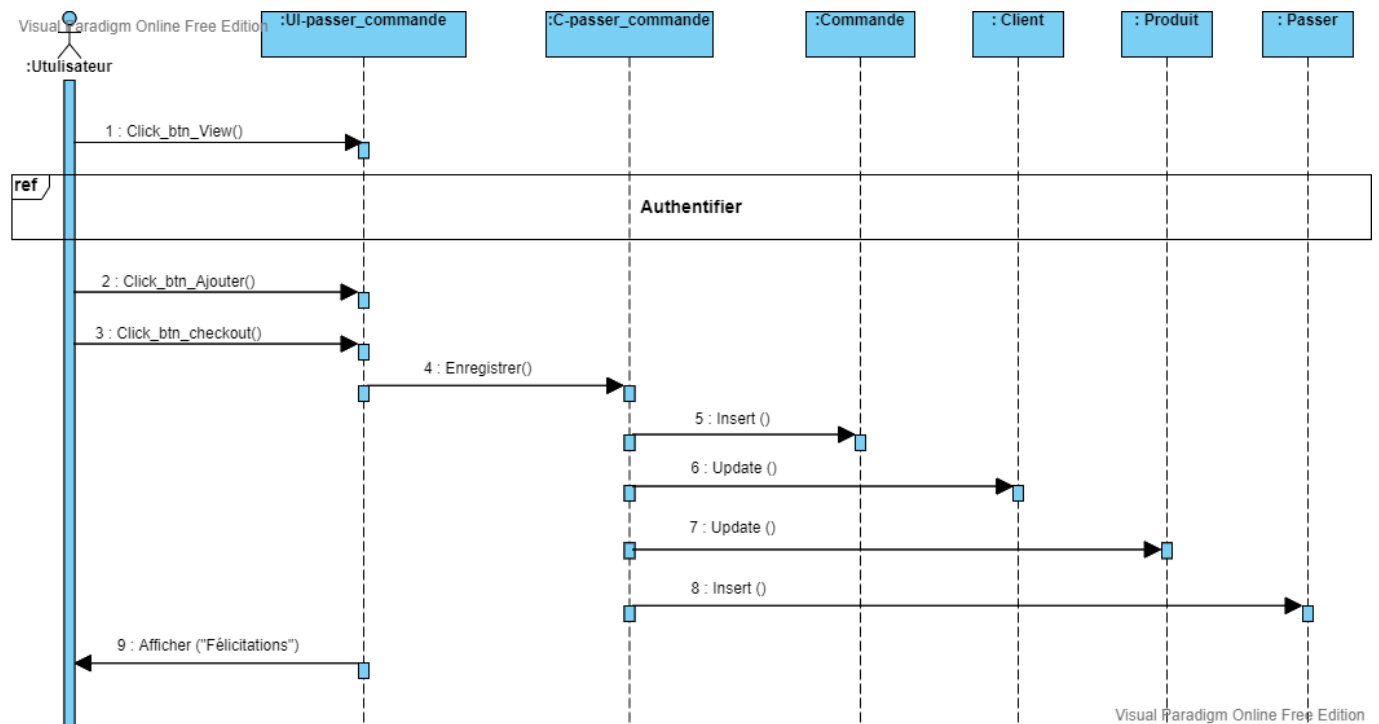 Visual Paradigm Online Free Edition
:UI-passer_commande
:C-passer_commande
:Commande
: Client
: Produit
: Passer
:Utulisateur
1 : Click_btn_View()
ref
Authentifier
2 : Click_btn_Ajouter()
3 : Click_btn_checkout()
4 : Enregistrer()
5 : Insert ()
6 : Update ()
7 : Update ()
8 : Insert ()
9 : Afficher ("Félicitations")
Visual Paradigm Online Free Edition